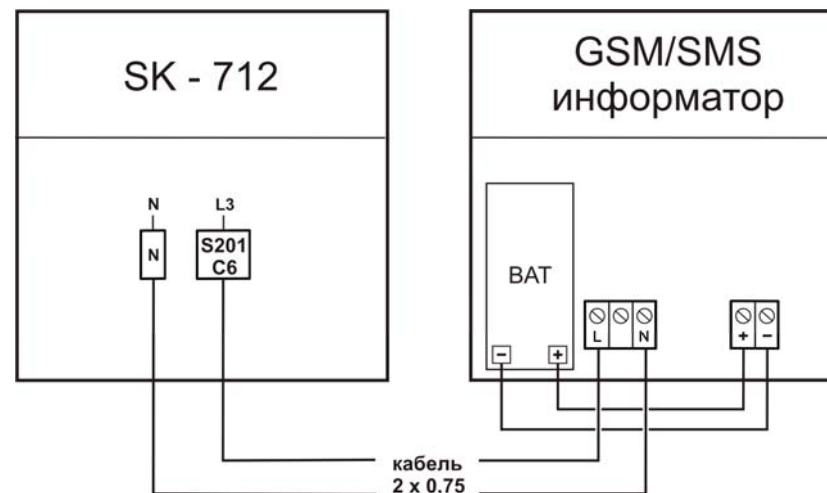 SK - 712
N L3
N
S201
C6
GSM/SMS
информатор
BAT
- +
L N
+ -
кабель
2 x 0.75